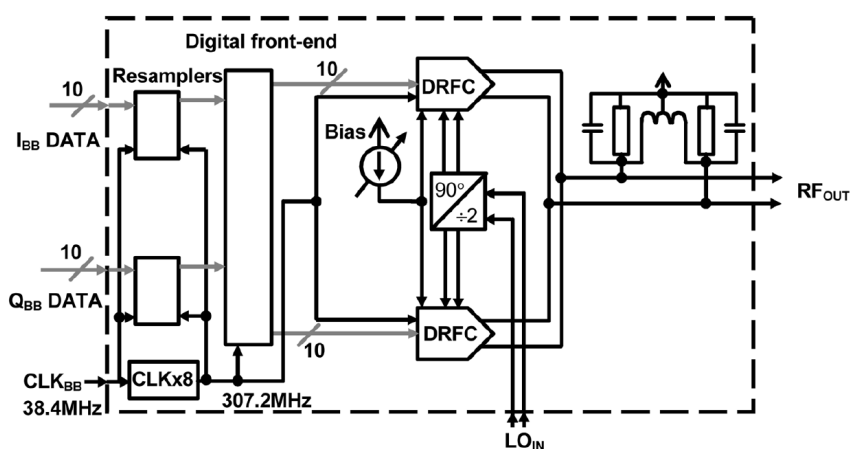 Digital front-end
Resamplers
10
10
DRFC
I_BB DATA
Bias
90°
÷2
RF_OUT
10
Q_BB DATA
10
DRFC
CLK_BB
CLKx8
38.4MHz
307.2MHz
LO_IN